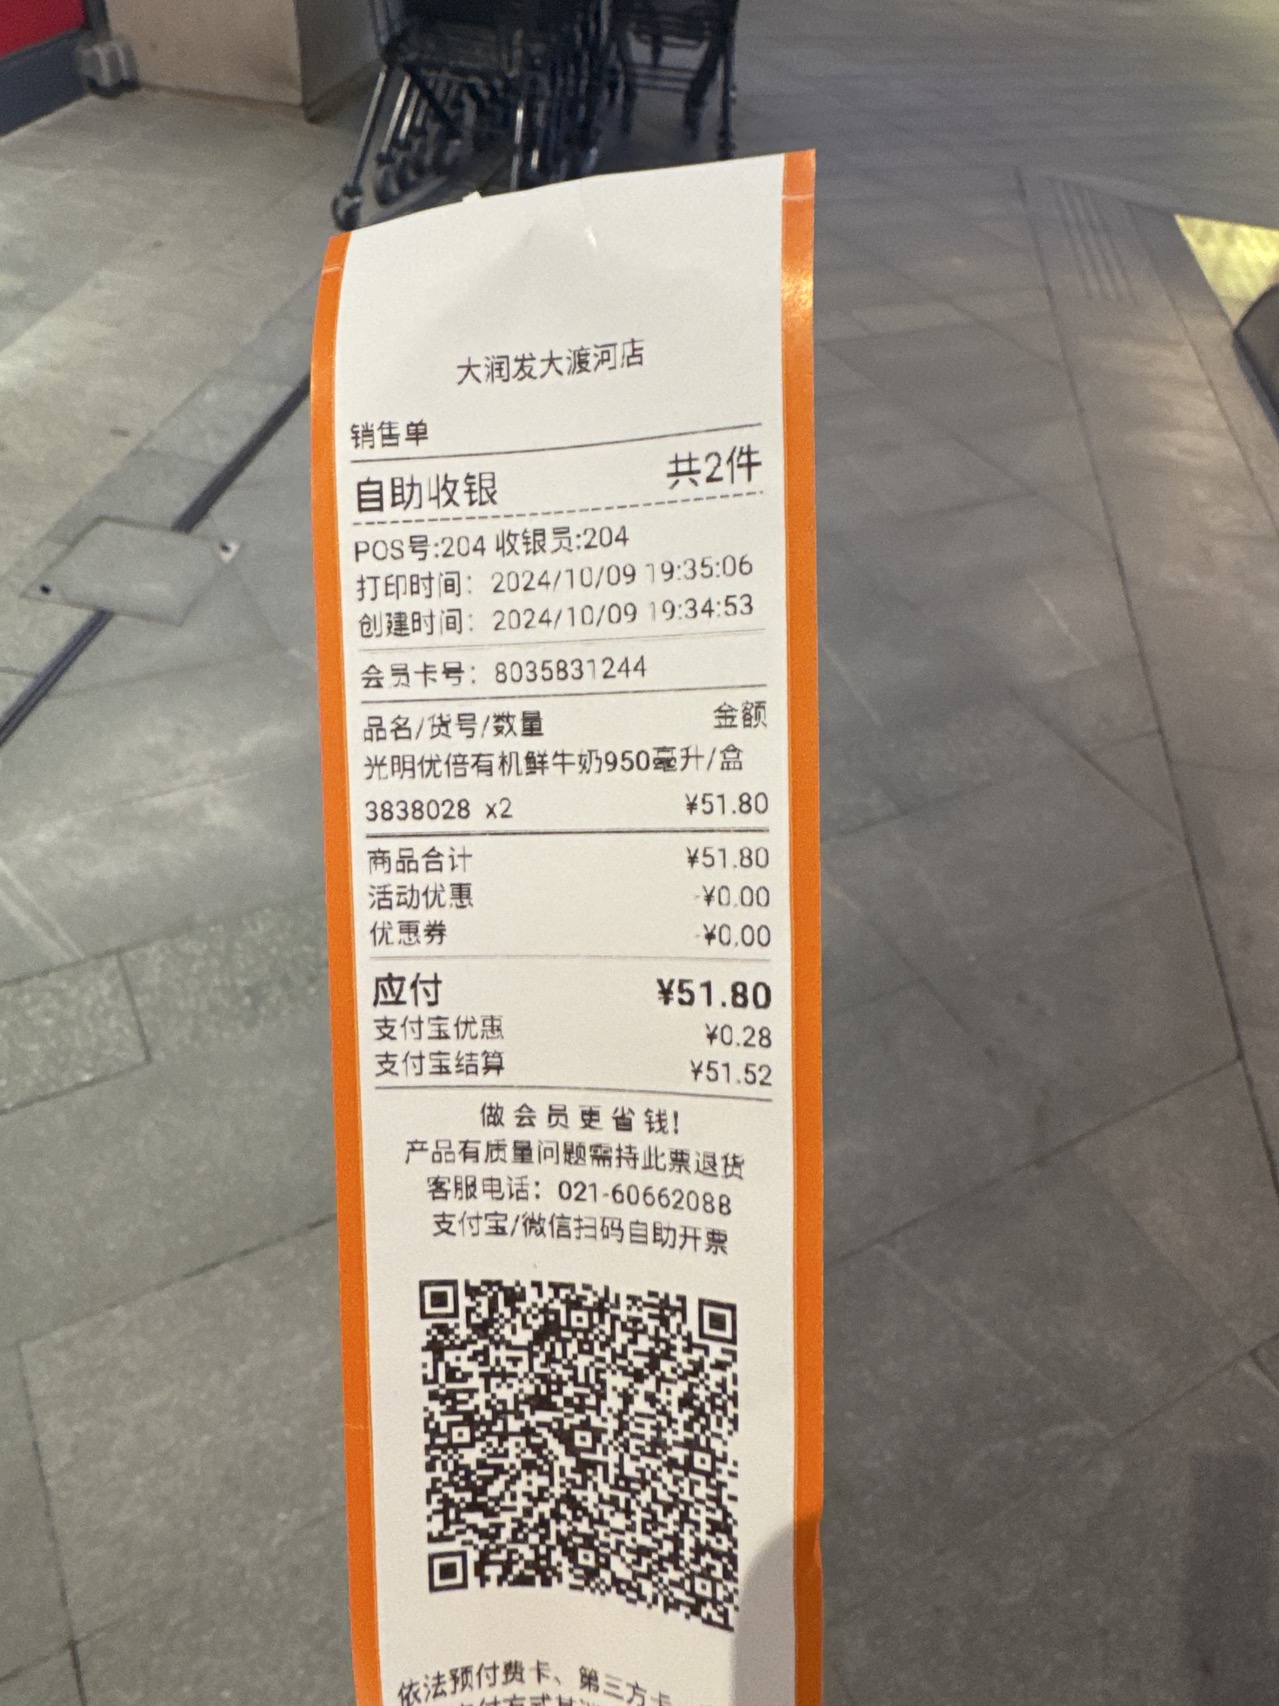 大润发大渡河店
销售单
自助收银 共2件
POS号:204 收银员:204
打印时间: 2024/10/09 19:35:06
创建时间: 2024/10/09 19:34:53
会员卡号: 8035831244
品名/货号/数量 金额
光明优倍有机鲜牛奶950毫升/盒
3838028 x2 ¥51.80
商品合计 ¥51.80
活动优惠 -¥0.00
优惠券 -¥0.00
应付 ¥51.80
支付宝优惠 ¥0.28
支付宝结算 ¥51.52
做会员更省钱!
产品有质量问题需持此票退货
客服电话: 021-60662088
支付宝/微信扫码自助开票
依法预付费卡、第三方卡